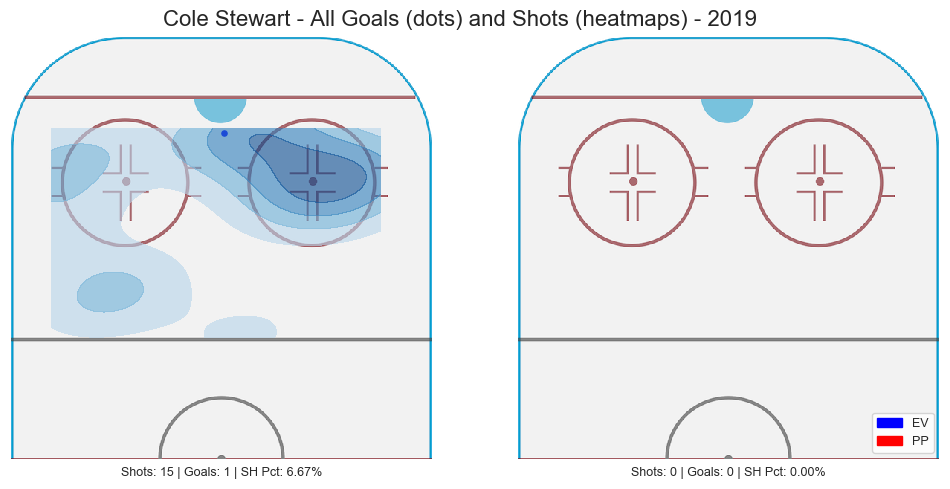 Cole Stewart - All Goals (dots) and Shots (heatmaps) - 2019
EV
PP
Shots: 15 | Goals: 1 | SH Pct: 6.67%
Shots: 0 | Goals: 0 | SH Pct: 0.00%